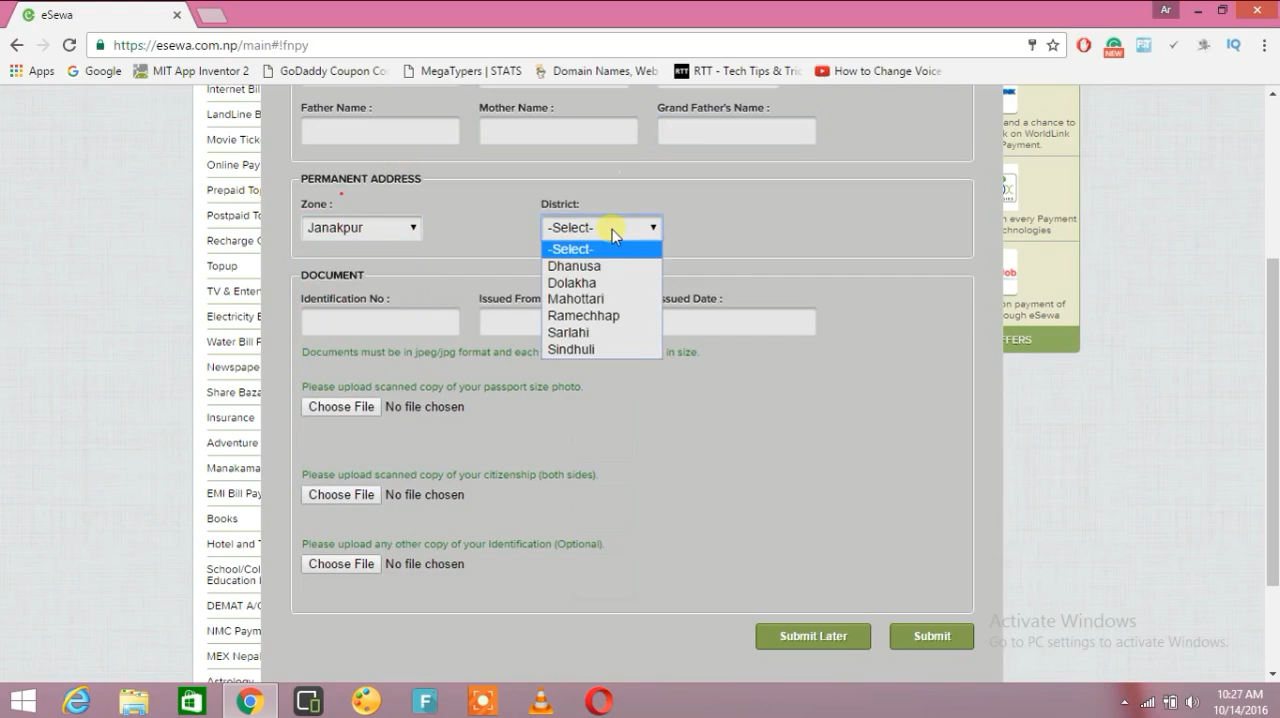 eSewa
Ar
https://esewa.com.np/main#!fnpy
NEW
IQ
Apps
Google
MIT App Inventor
GoDaddy Coupon Co
MegaTypers | STATS
Domain Names, Web
RTT
RTT - Tech Tips & Tric
How to Change Voice
Internet Bil
LandLine B
Movie Tick
Online Pay
Prepaid Top
Postpaid T
Recharge C
Topup
TV & Enter
Electricity B
Water Bill P
Newspape
Share Baza
Insurance
Adventure
Manakama
EMI Bill Pay
Books
Hotel and T
School/Col
Education
DEMAT A/C
NMC Paym
MEX Nepal
Father Name :
Mother Name :
Grand Father's Name :
PERMANENT ADDRESS
*
Zone :
District:
Janakpur
-Select-
-Select-
Dhanusa
Dolakha
Mahottari
Ramechhap
Sarlahi
Sindhuli
DOCUMENT
Identification No :
Issued From
ssued Date :
Documents must be in jpeg/jpg format and each
in size.
Please upload scanned copy of your passport size photo.
Choose File No file chosen
Please upload scanned copy of your citizenship (both sides).
Choose File No file chosen
Please upload any other copy of your Identification (Optional).
Choose File No file chosen
Submit Later
Submit
and a chance to
k on WorldLink
Payment.
n every Payment
chnologies
ob
on payment of
rough eSewa
FFERS
Activate Windows
Go to PC settings to activate Windows.
F
10:27 AM
10/14/2016